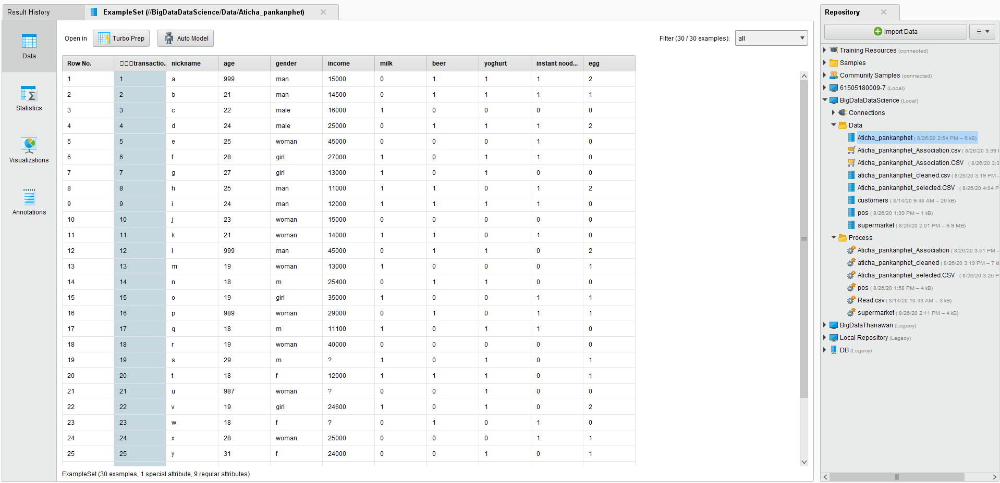 Result History
ExampleSet (//BigDataDataScience/Data/Aticha_pankanphet)
Data
Statistics
Visualizations
Annotations
Open in Turbo Prep Auto Model
Filter (30 / 30 examples): all
Row No. □□□transactio... nickname age gender income milk beer yoghurt instant nood... egg
1 1 a 999 man 15000 0 1 1 1 2
2 2 b 21 man 14500 0 1 1 1 1
3 3 c 22 male 16000 1 0 0 0 0
4 4 d 24 male 25000 0 1 1 1 2
5 5 e 25 woman 45000 0 0 0 1 0
6 6 f 28 girl 27000 1 0 1 1 0
7 7 g 27 girl 13000 1 0 1 0 0
8 8 h 25 man 11000 1 1 0 1 2
9 9 i 24 man 12000 1 1 1 1 0
10 10 j 23 woman 15000 0 0 0 0 0
11 11 k 21 woman 14000 1 1 0 1 0
12 12 l 999 man 45000 0 1 1 0 2
13 13 m 19 woman 13000 1 0 0 0 1
14 14 n 18 m 25400 0 1 1 0 0
15 15 o 19 girl 35000 1 0 0 1 1
16 16 p 989 woman 29000 0 1 0 1 1
17 17 q 18 m 11100 1 0 1 1 0
18 18 r 19 woman 40000 0 0 0 0 0
19 19 s 29 m ? 1 0 1 0 1
20 20 t 18 f 12000 1 1 1 0 1
21 21 u 987 woman ? 0 0 1 0 0
22 22 v 19 girl 24600 1 0 1 0 2
23 23 w 18 f ? 0 1 0 1 0
24 24 x 28 woman 25000 0 0 0 1 1
25 25 y 31 f 24000 0 0 1 0 1
ExampleSet (30 examples, 1 special attribute, 9 regular attributes)
Repository
Import Data
Training Resources (connected)
Samples
Community Samples (connected)
61505180009-7 (Local)
BigDataDataScience (Local)
Connections
Data
Aticha_pankanphet (8/26/20 2:54 PM – 6 kB)
Aticha_pankanphet_Association.csv (8/26/20 3:39
Aticha_pankanphet_Association.CSV (8/26/20 3:3
aticha_pankanphet_cleaned.csv (8/26/20 3:19 PM –
Aticha_pankanphet_selected.CSV (8/26/20 4:04 P
customers (8/14/20 9:48 AM – 26 kB)
pos (8/26/20 1:39 PM – 1 kB)
supermarket (8/26/20 2:01 PM – 9.9 MB)
Process
Aticha_pankanphet_Association (8/26/20 3:51 PM –
aticha_pankanphet_cleaned (8/26/20 3:19 PM – 7 k
Aticha_pankanphet_selected.CSV (8/26/20 3:26 P
pos (8/26/20 1:58 PM – 4 kB)
Read.csv (8/14/20 10:43 AM – 3 kB)
supermarket (8/26/20 2:11 PM – 4 kB)
BigDataThanawan (Legacy)
Local Repository (Legacy)
DB (Legacy)